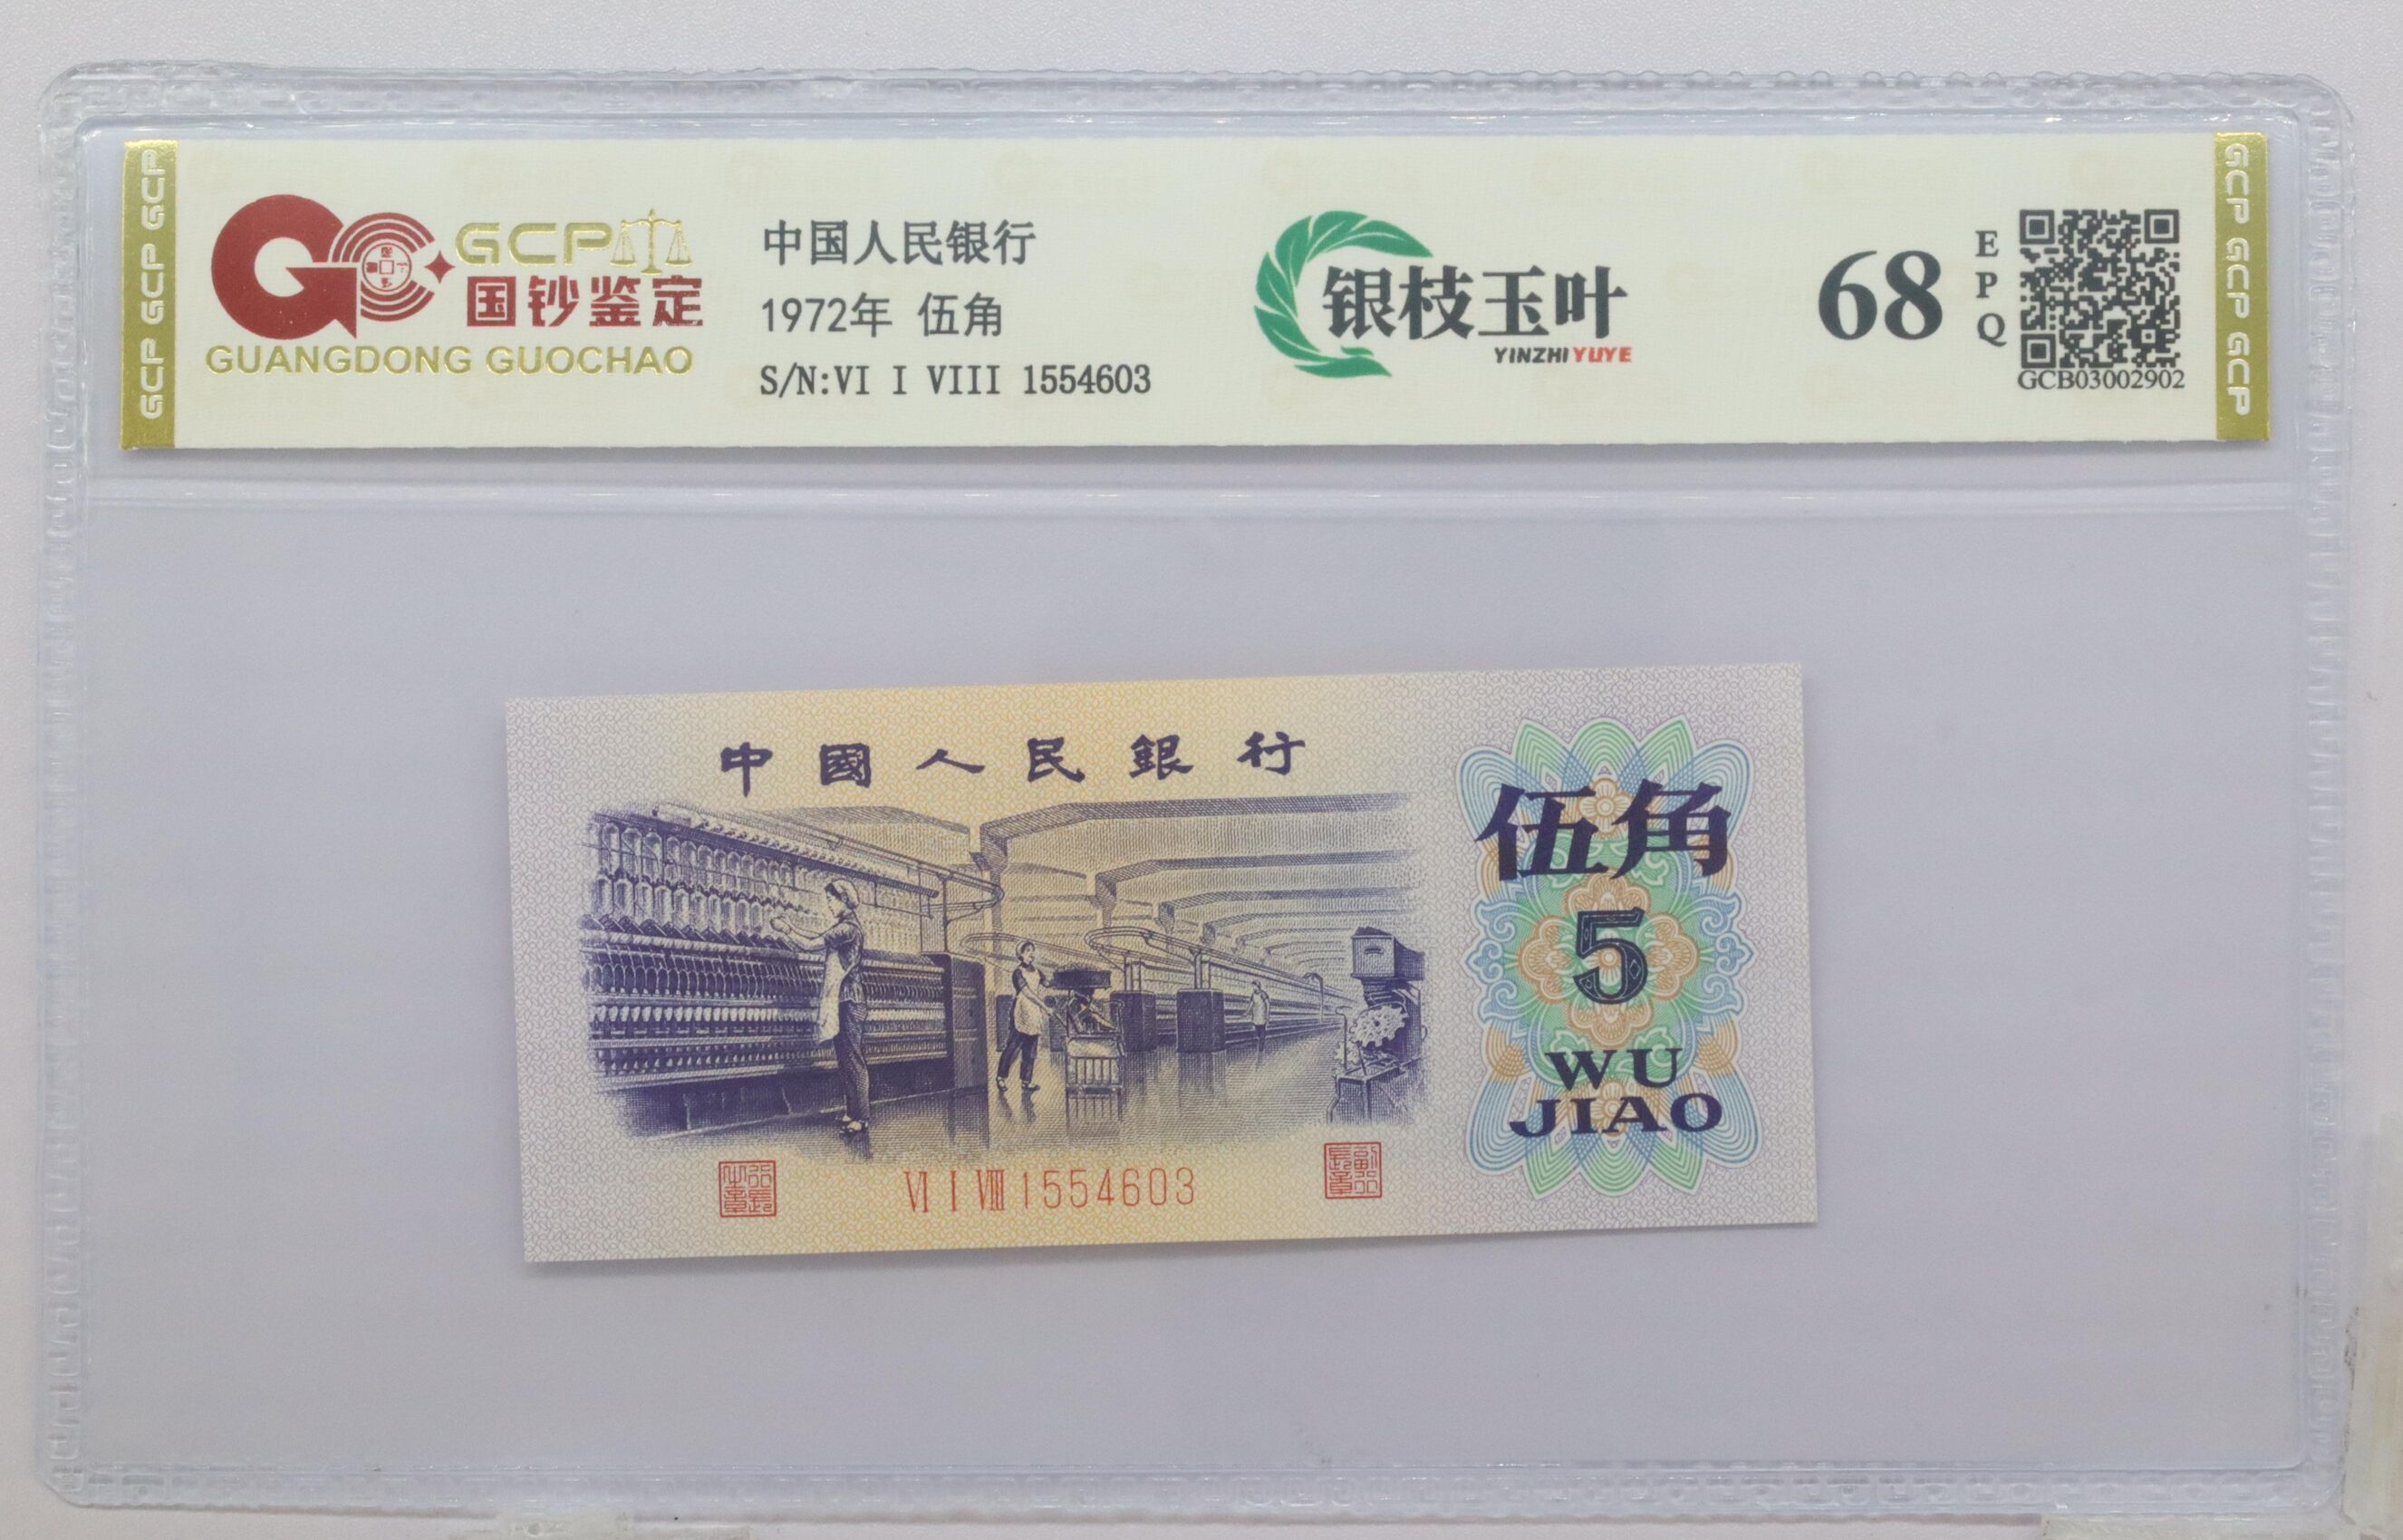 GCP GCP GCP
GCP
国钞鉴定
GUANGDONG GUOCHAO
中国人民银行
1972年 伍角
S/N:VI I VIII 1554603
银枝玉叶
YINZHI YUYE
68
EPQ
GCB03002902
GCP GCP GCP
中國人民銀行
伍角
5
WU
JIAO
VI I VIII 1554603